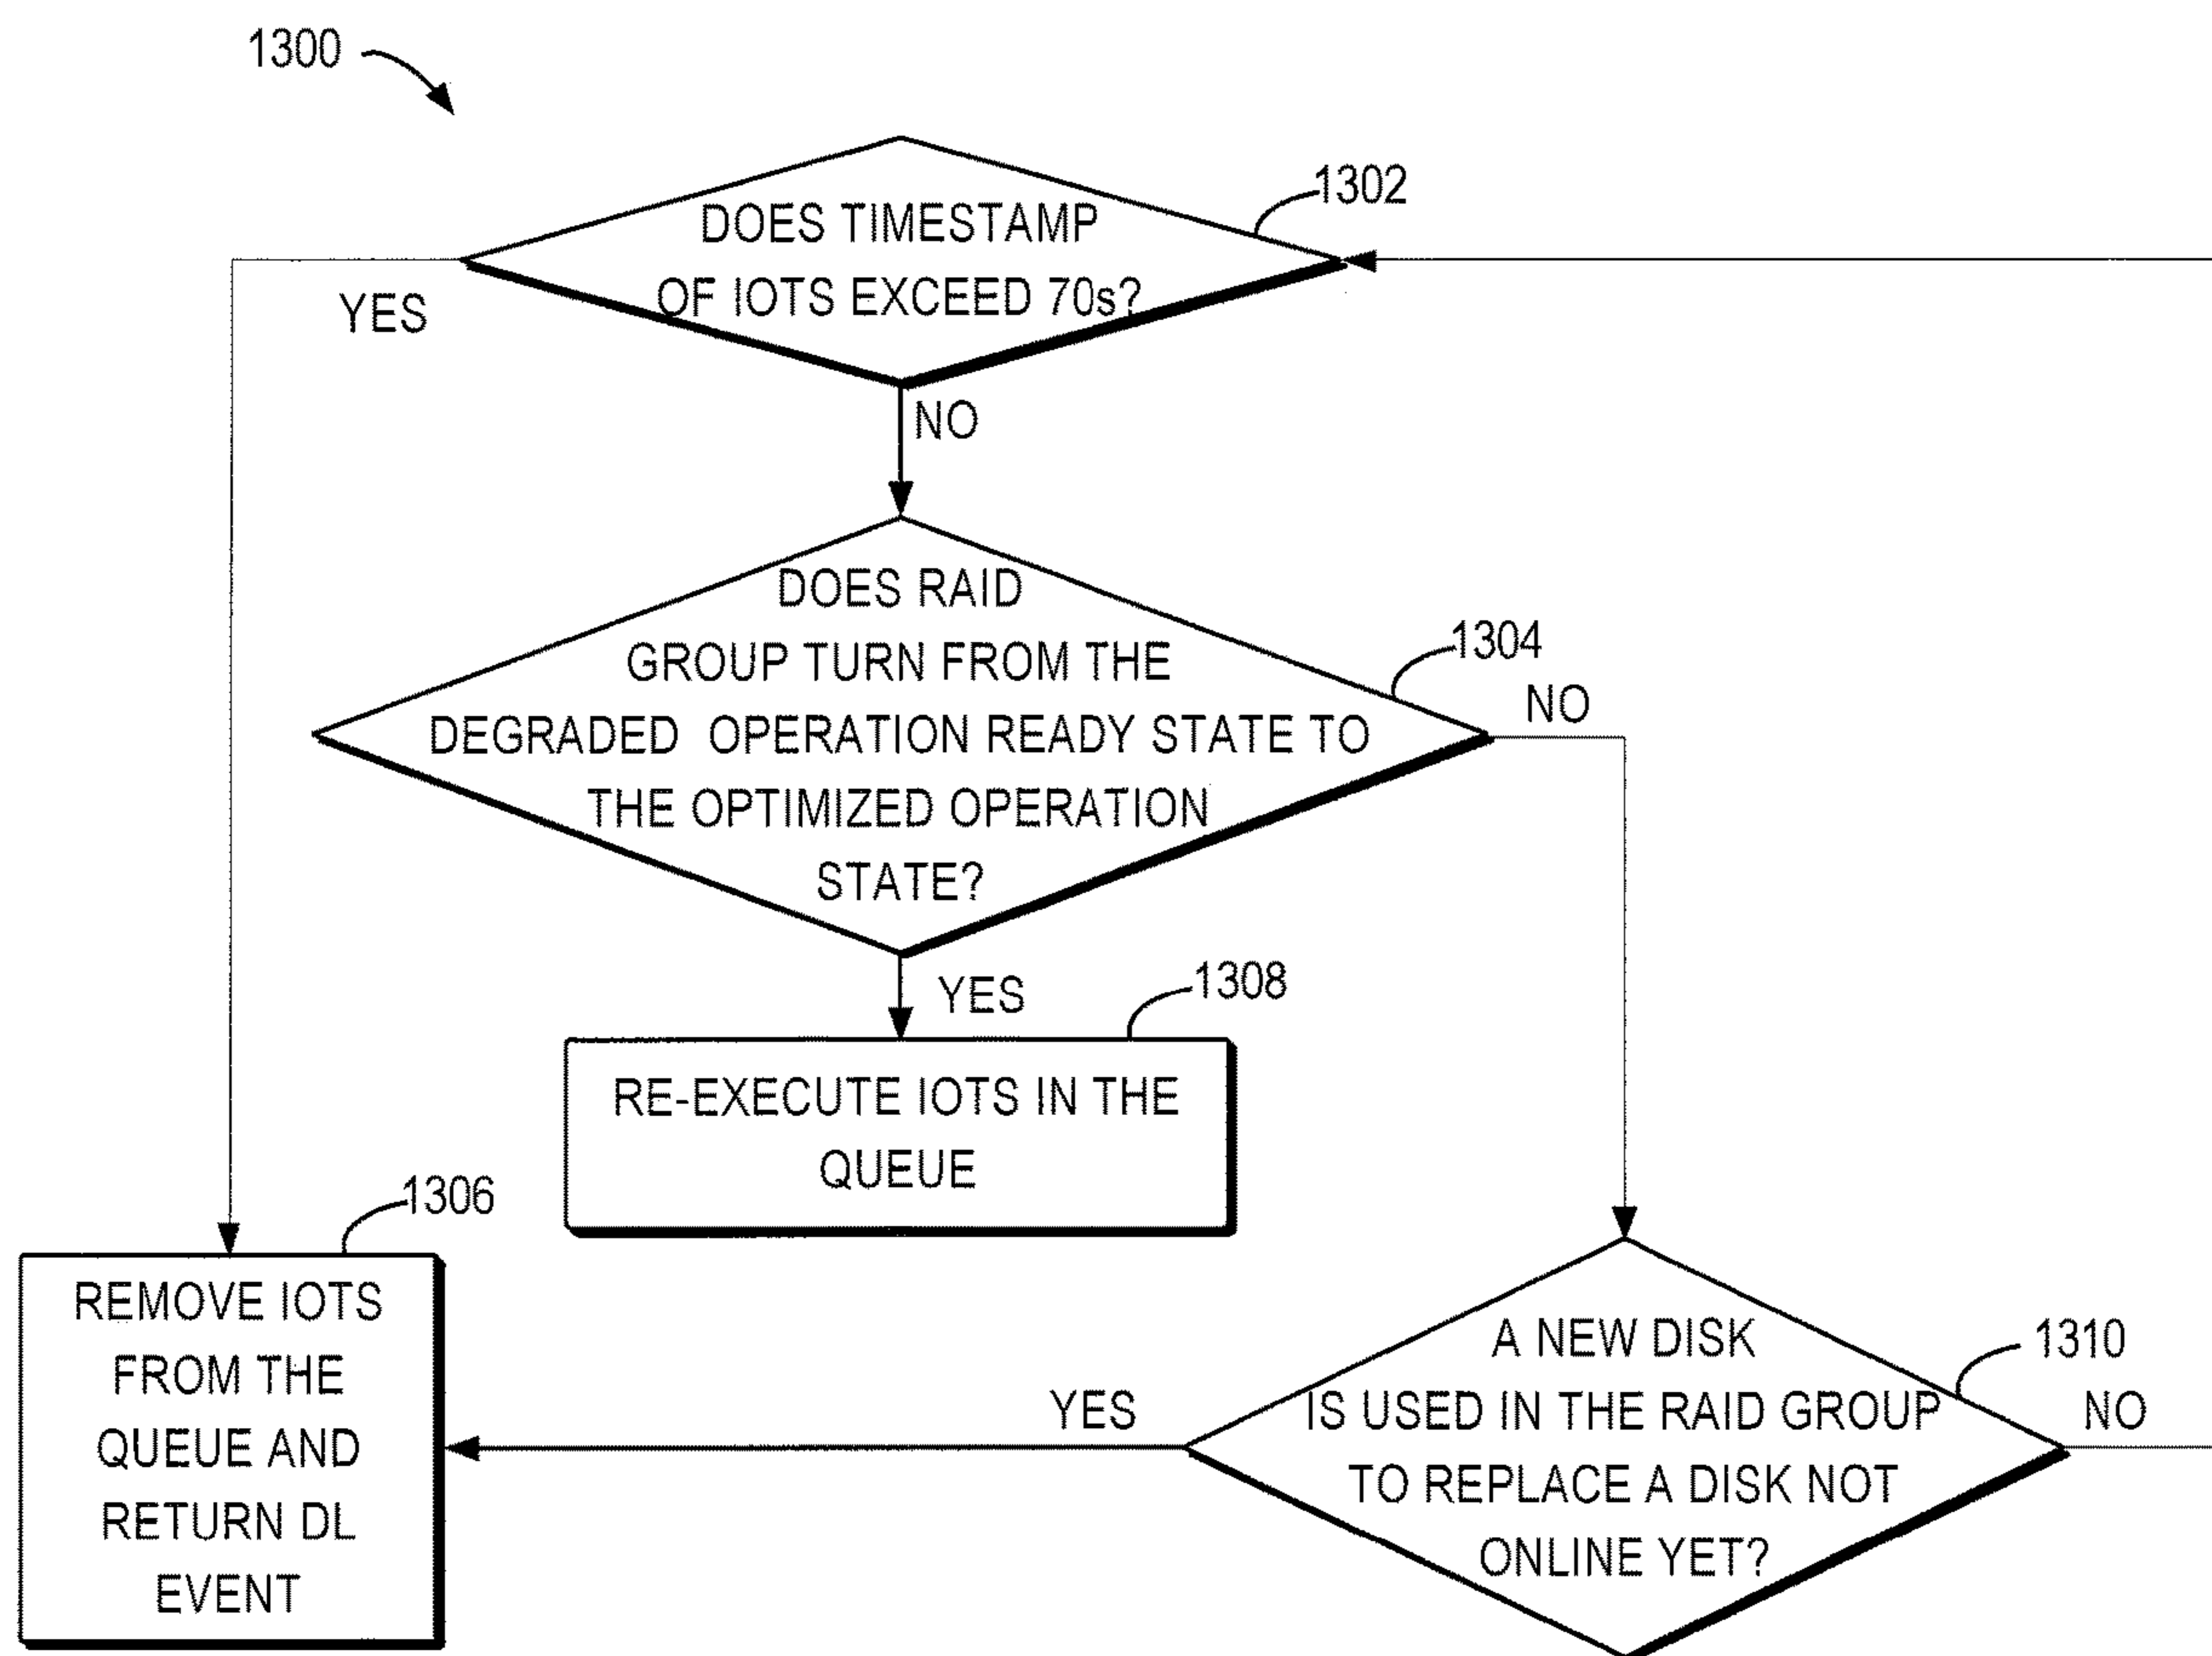 1300
1302
DOES TIMESTAMP
OF IOTS EXCEED 70s?
YES
NO
1304
DOES RAID
GROUP TURN FROM THE
DEGRADED OPERATION READY STATE TO
THE OPTIMIZED OPERATION
STATE?
NO
YES
1308
RE-EXECUTE IOTS IN THE
QUEUE
1306
REMOVE IOTS
FROM THE
QUEUE AND
RETURN DL
EVENT
YES
1310
A NEW DISK
IS USED IN THE RAID GROUP
TO REPLACE A DISK NOT
ONLINE YET?
NO